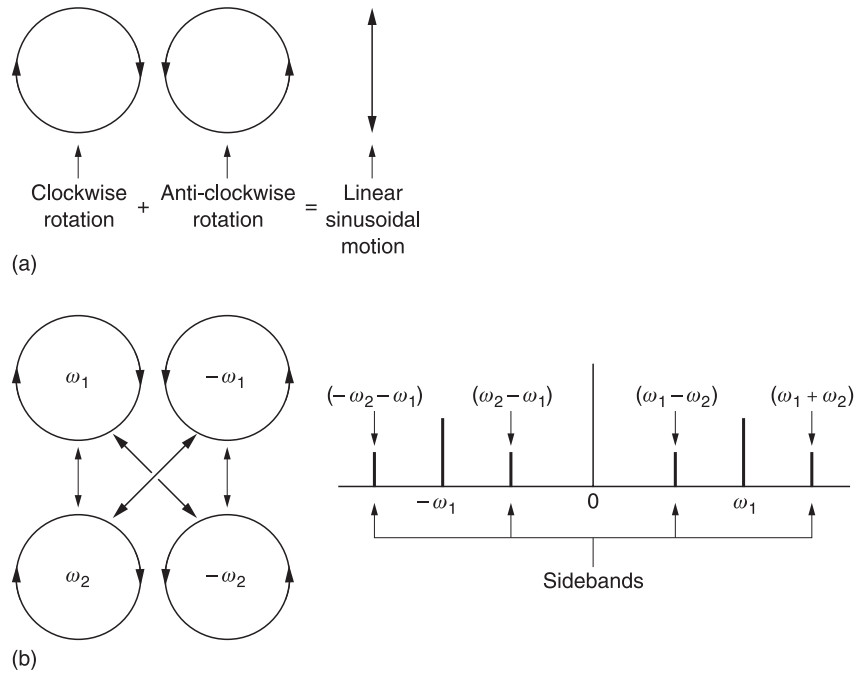 Clockwise
rotation
+
Anti-clockwise
rotation
=
Linear
sinusoidal
motion
(a)
ω1
−ω1
ω2
−ω2
(−ω2−ω1)
(ω2−ω1)
(ω1−ω2)
(ω1+ω2)
−ω1
0
ω1
Sidebands
(b)